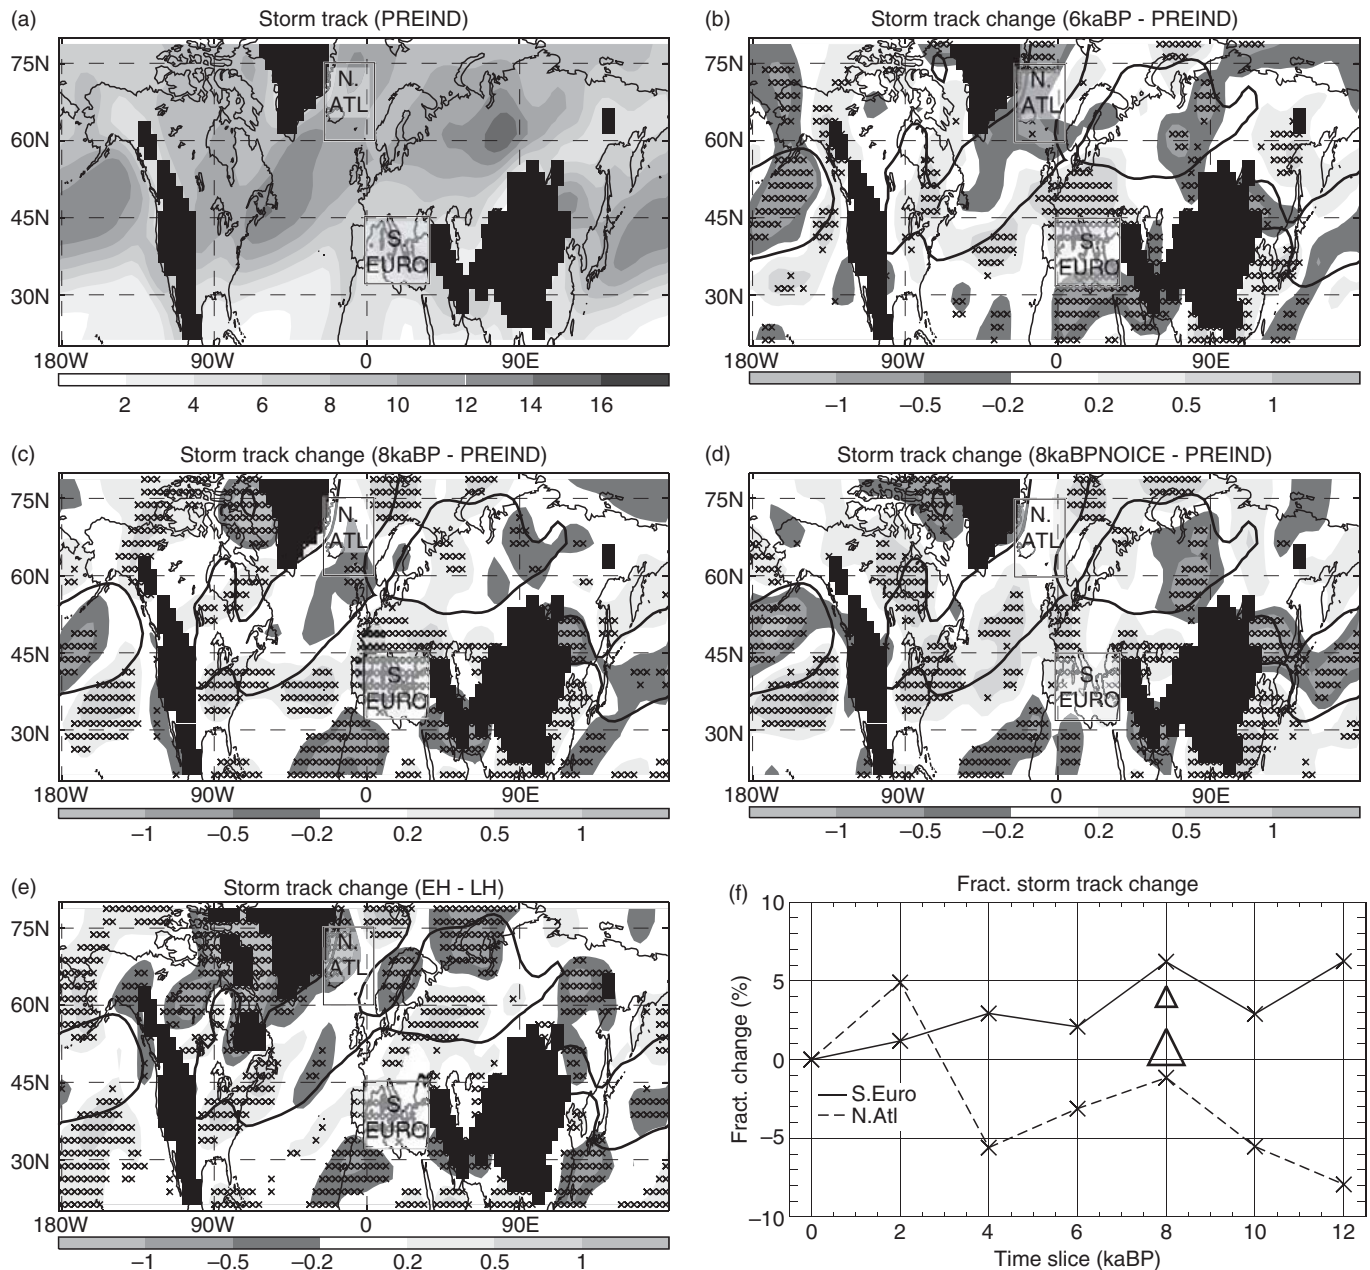 (a) Storm track (PREIND)
75N
60N
45N
30N
N.
ATL
S.
EURO
180W 90W 0 90E
2 4 6 8 10 12 14 16
(b) Storm track change (6kaBP - PREIND)
75N
60N
45N
30N
N.
ATL
S.
EURO
180W 90W 0 90E
−1 −0.5 −0.2 0.2 0.5 1
(c) Storm track change (8kaBP - PREIND)
75N
60N
45N
30N
N.
ATL
S.
EURO
180W 90W 0 90E
−1 −0.5 −0.2 0.2 0.5 1
(d) Storm track change (8kaBPNOICE - PREIND)
75N
60N
45N
30N
N.
ATL
S.
EURO
180W 90W 0 90E
−1 −0.5 −0.2 0.2 0.5 1
(e) Storm track change (EH - LH)
75N
60N
45N
30N
N.
ATL
S.
EURO
180W 90W 0 90E
−1 −0.5 −0.2 0.2 0.5 1
(f) Fract. storm track change
Fract. change (%)
10
5
0
−5
−10
S.Euro
N.Atl
0 2 4 6 8 10 12
Time slice (kaBP)